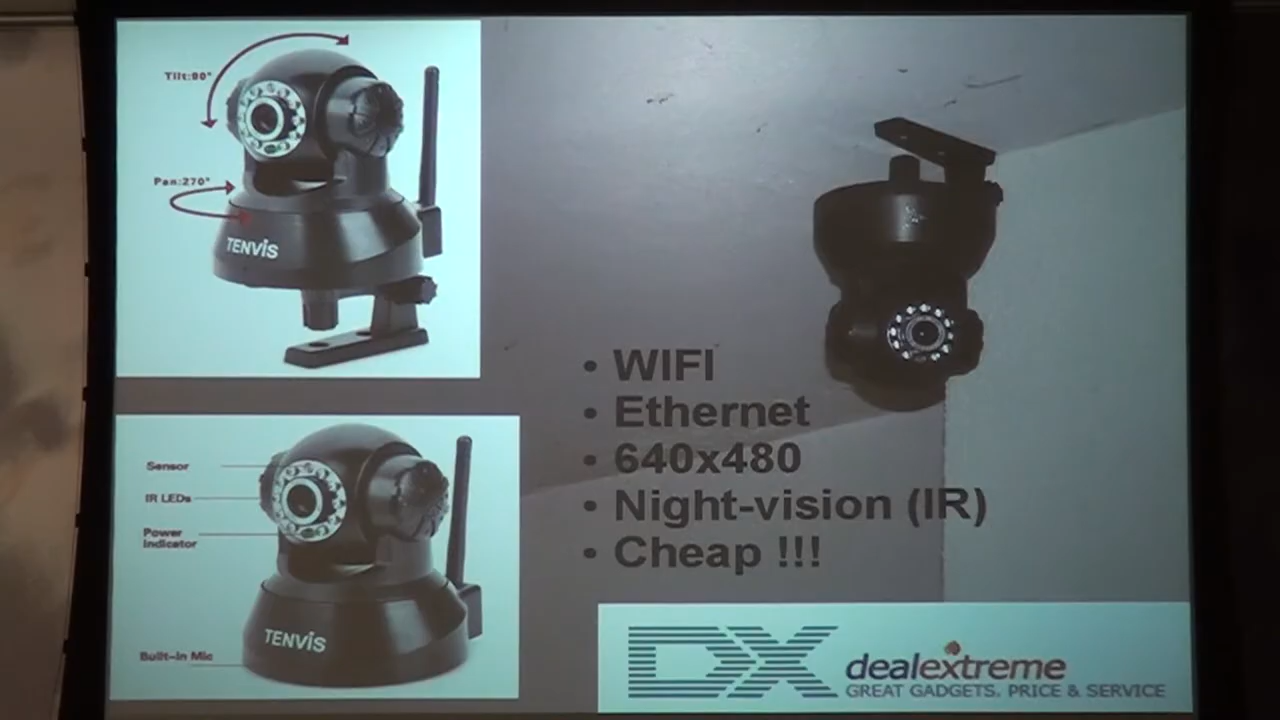 Tilt:90°
Pan:270°
TENVIS
Sensor
IR LEDs
Power
Indicator
TENVIS
Built-in Mic
• WIFI
• Ethernet
• 640x480
• Night-vision (IR)
• Cheap !!!
DX dealextreme
GREAT GADGETS. PRICE & SERVICE